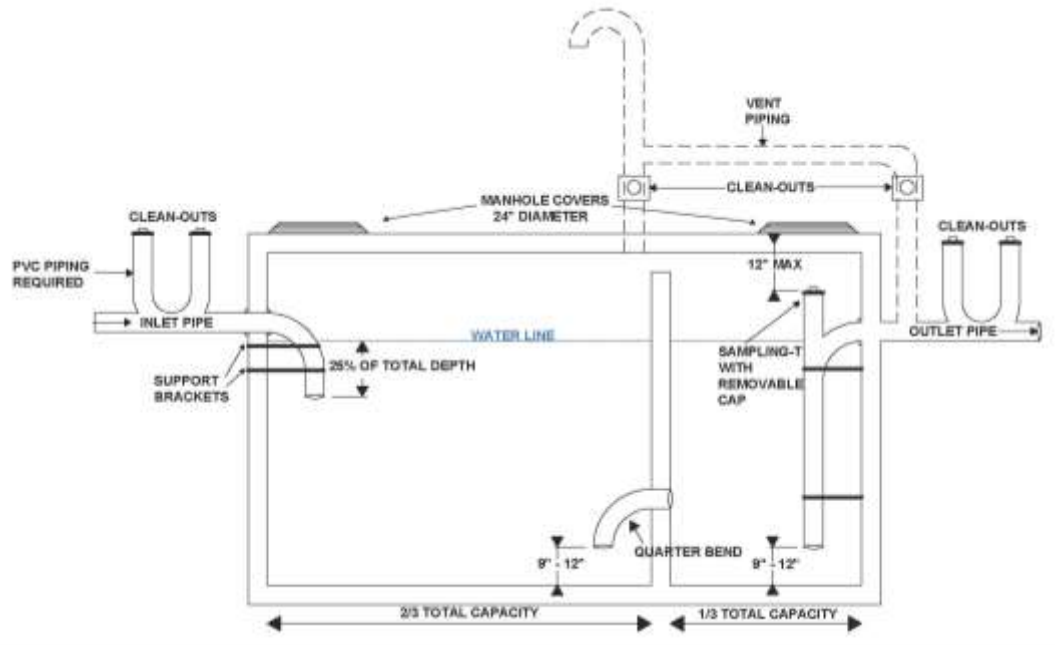 VENT
PIPING
CLEAN-OUTS
MANHOLE COVERS
24" DIAMETER
CLEAN-OUTS
CLEAN-OUTS
PVC PIPING
REQUIRED
12" MAX
INLET PIPE
WATER LINE
OUTLET PIPE
25% OF TOTAL DEPTH
SAMPLING-T
WITH
REMOVABLE
CAP
SUPPORT
BRACKETS
QUARTER BEND
9" - 12"
9" - 12"
2/3 TOTAL CAPACITY
1/3 TOTAL CAPACITY